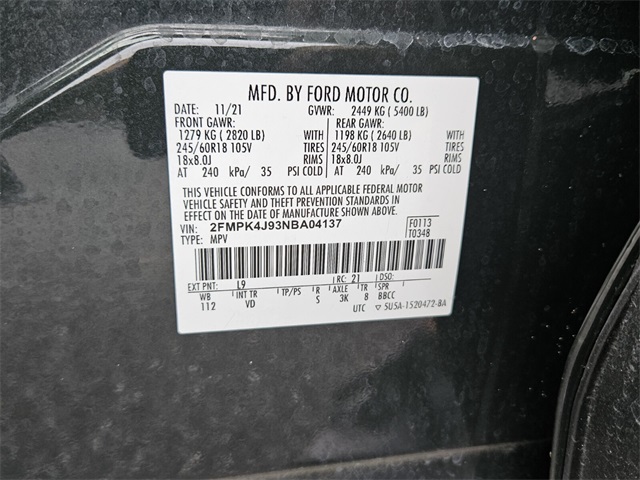 MFD. BY FORD MOTOR CO.
DATE: 11/21 GVWR: 2449 KG ( 5400 LB)
FRONT GAWR: REAR GAWR:
1279 KG ( 2820 LB) WITH 1198 KG ( 2640 LB) WITH
245/60R18 105V TIRES 245/60R18 105V TIRES
18x8.0J RIMS 18x8.0J RIMS
AT 240 kPa/ 35 PSI COLD AT 240 kPa/ 35 PSI COLD
THIS VEHICLE CONFORMS TO ALL APPLICABLE FEDERAL MOTOR
VEHICLE SAFETY AND THEFT PREVENTION STANDARDS IN
EFFECT ON THE DATE OF MANUFACTURE SHOWN ABOVE.
VIN: 2FMPK4J93NBA04137 F0113
TYPE: MPV T0348
EXT PNT: L9 RC: 21 DSO:
WB INT TR TP/PS R AXLE TR SPR
112 VD S 3K 8 BBCC
UTC ▽ 5U5A-1520472-BA